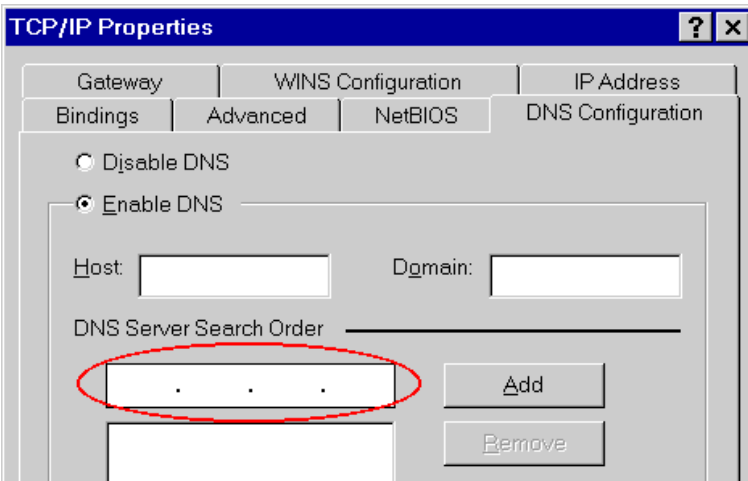 TCP/IP Properties ? ×
Gateway WINS Configuration IP Address
Bindings Advanced NetBIOS DNS Configuration
Disable DNS
Enable DNS
Host: Domain:
DNS Server Search Order
. . . Add
Remove